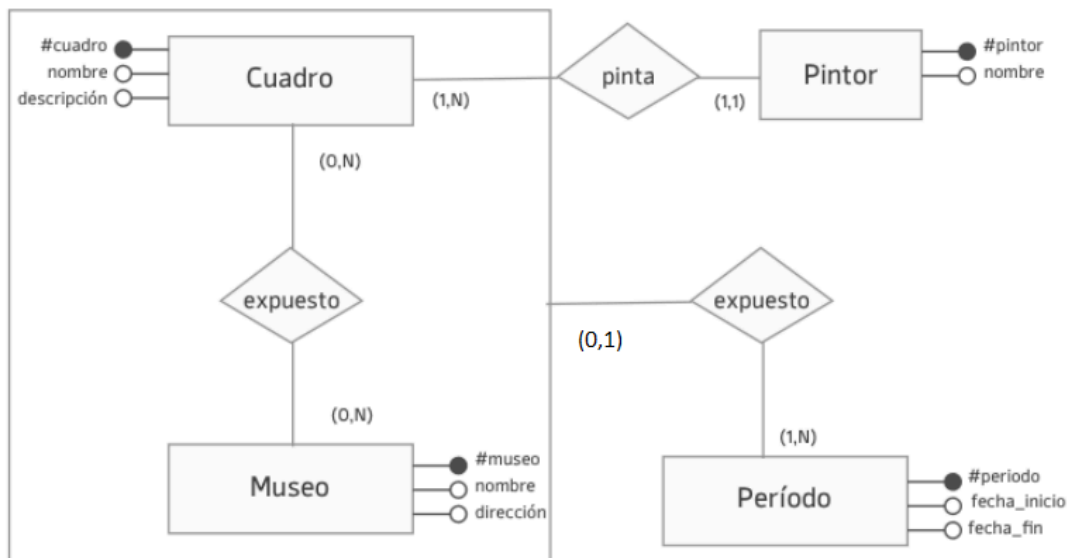 #cuadro
nombre
descripción
Cuadro
(1,N)
pinta
(1,1)
Pintor
#pintor
nombre
(0,N)
expuesto
(0,1)
expuesto
(0,N)
(1,N)
Museo
#museo
nombre
dirección
Período
#periodo
fecha_inicio
fecha_fin